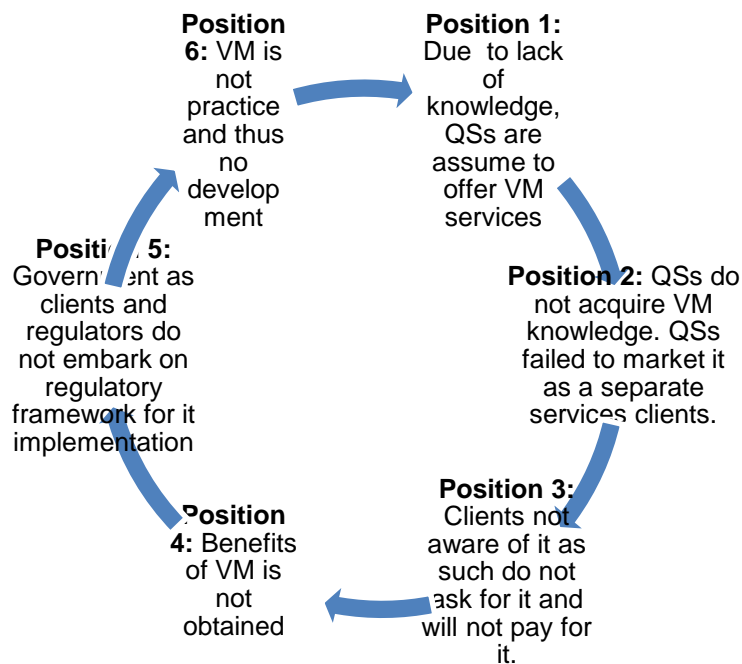 Position 1:
Due to lack
of
knowledge,
QSs are
assume to
offer VM
services
Position 2: QSs do
not acquire VM
knowledge. QSs
failed to market it
as a separate
services clients.
Position 3:
Clients not
aware of it as
such do not
ask for it and
will not pay for
it.
Position
4: Benefits
of VM is
not
obtained
Position 5:
Government as
clients and
regulators do
not embark on
regulatory
framework for it
implementation
Position
6: VM is
not
practice
and thus
no
develop
ment